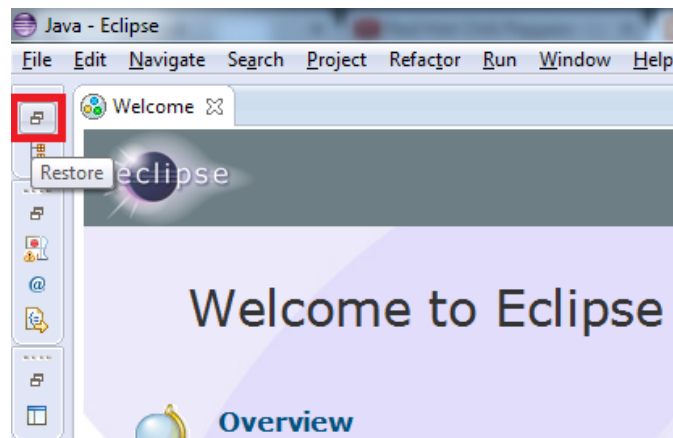 Java - Eclipse
File Edit Navigate Search Project Refactor Run Window Help
Welcome
Restore
eclipse
@
Welcome to Eclipse
Overview